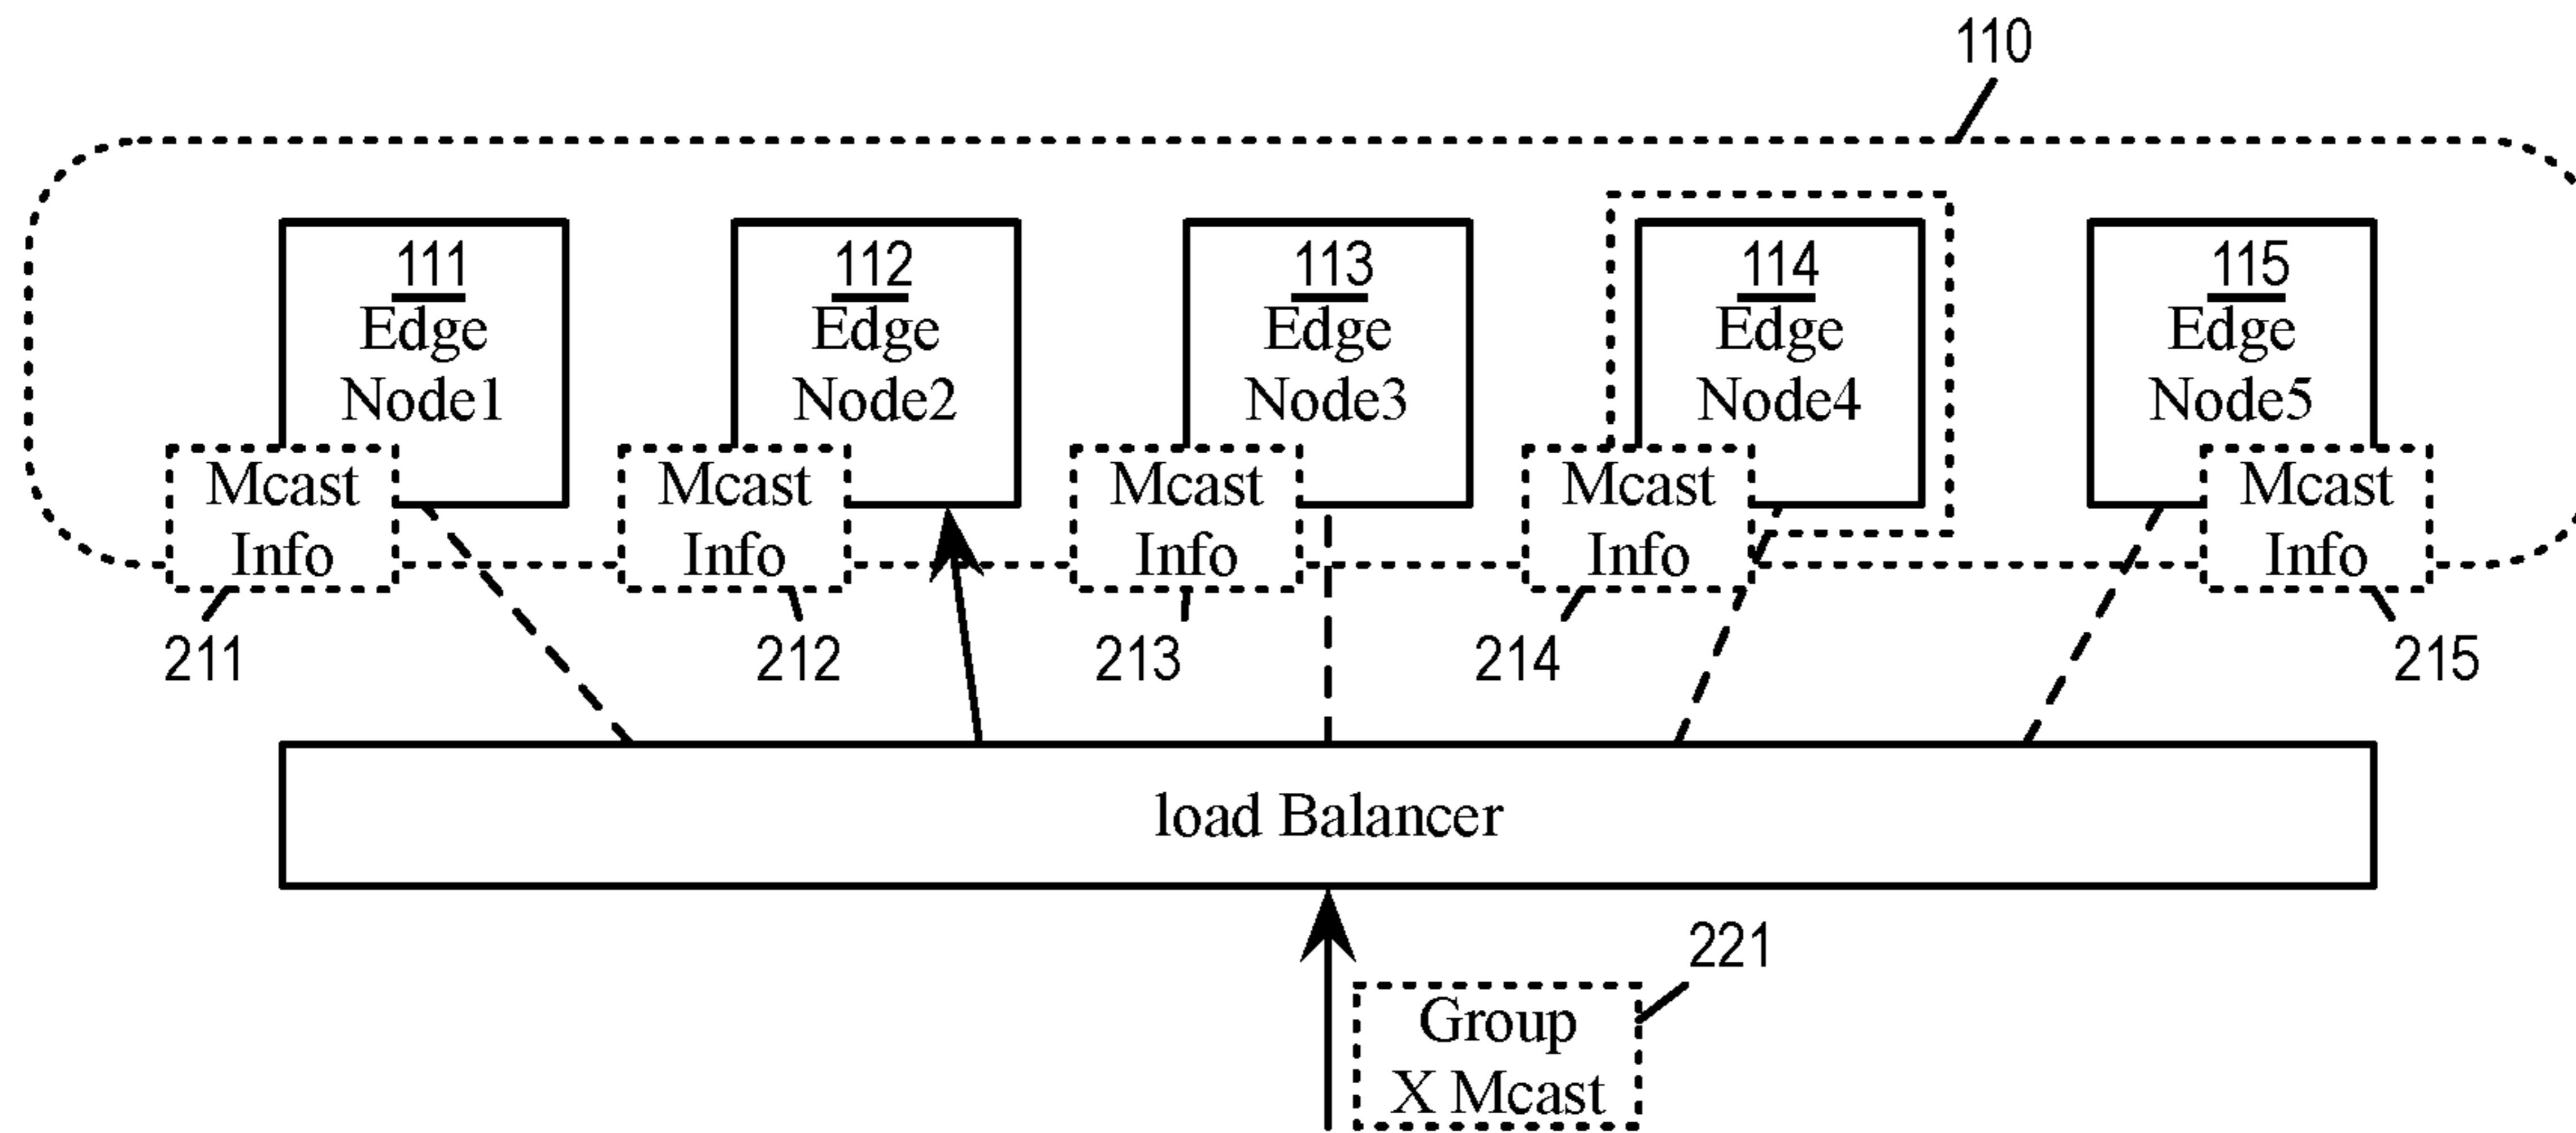 110
111
Edge
Node1
112
Edge
Node2
113
Edge
Node3
114
Edge
Node4
115
Edge
Node5
Mcast
Info
Mcast
Info
Mcast
Info
Mcast
Info
Mcast
Info
211
212
213
214
215
load Balancer
221
Group
X Mcast